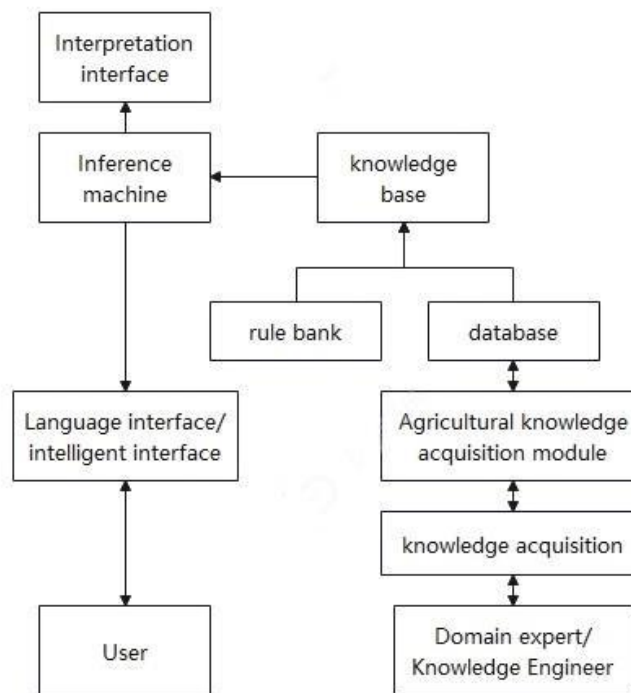 Interpretation
interface
Inference
machine
knowledge
base
rule bank
database
Language interface/
intelligent interface
Agricultural knowledge
acquisition module
knowledge acquisition
User
Domain expert/
Knowledge Engineer